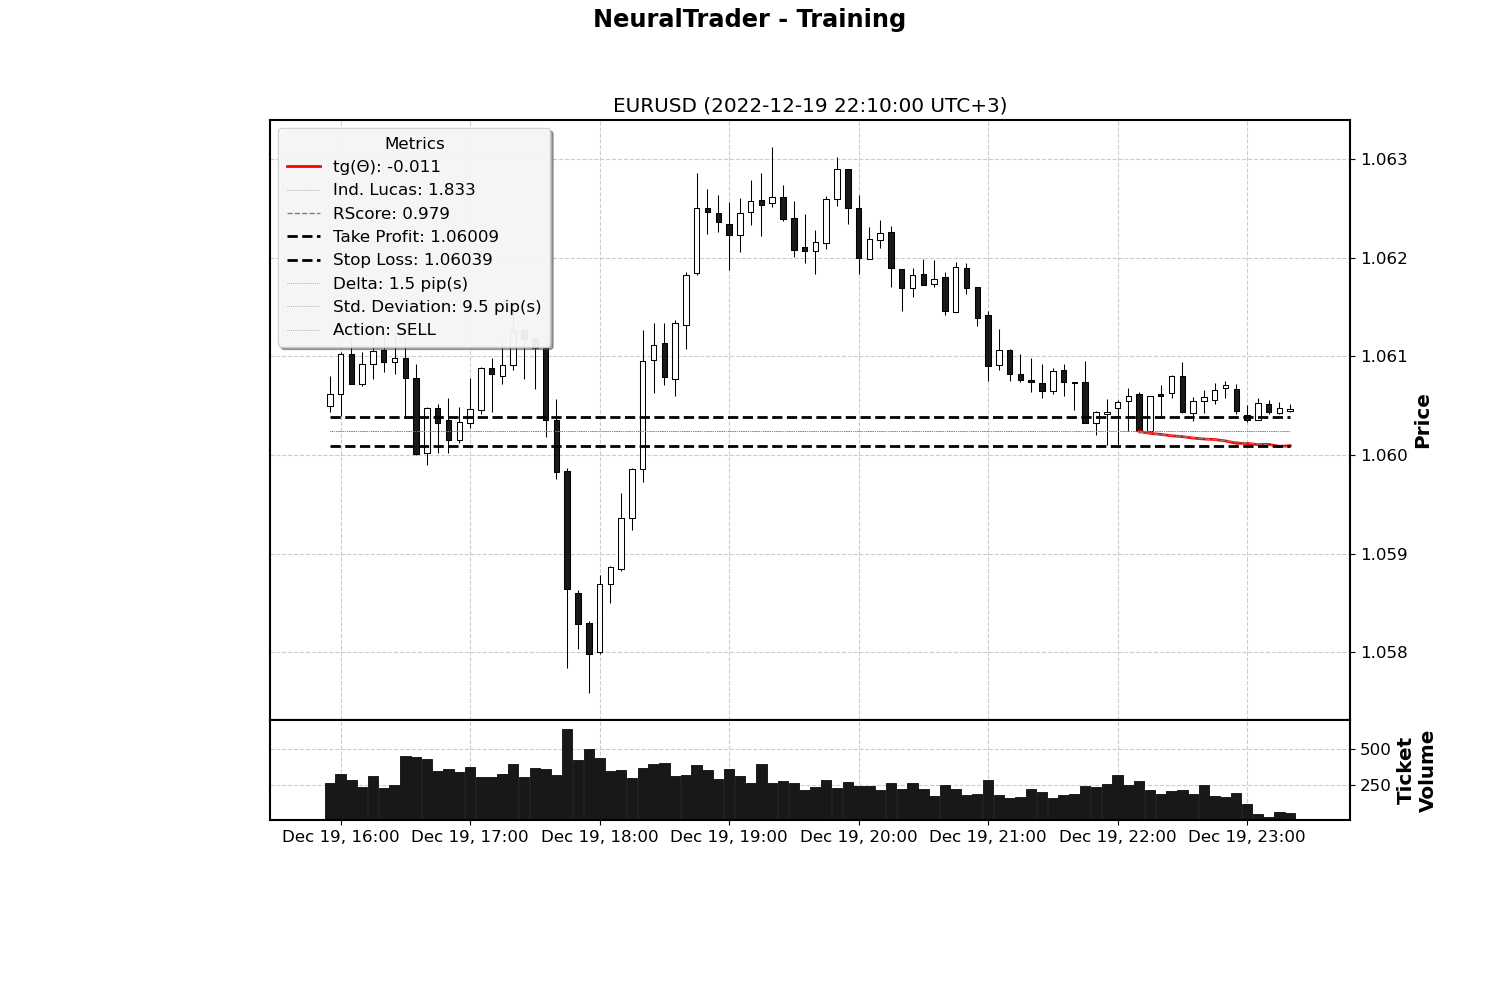 NeuralTrader - Training
EURUSD (2022-12-19 22:10:00 UTC+3)
Metrics
tg(Θ): -0.011
Ind. Lucas: 1.833
RScore: 0.979
Take Profit: 1.06009
Stop Loss: 1.06039
Delta: 1.5 pip(s)
Std. Deviation: 9.5 pip(s)
Action: SELL
1.063
1.062
1.061
1.060
1.059
1.058
Price
500
250
Ticket
Volume
Dec 19, 16:00 Dec 19, 17:00 Dec 19, 18:00 Dec 19, 19:00 Dec 19, 20:00 Dec 19, 21:00 Dec 19, 22:00 Dec 19, 23:00